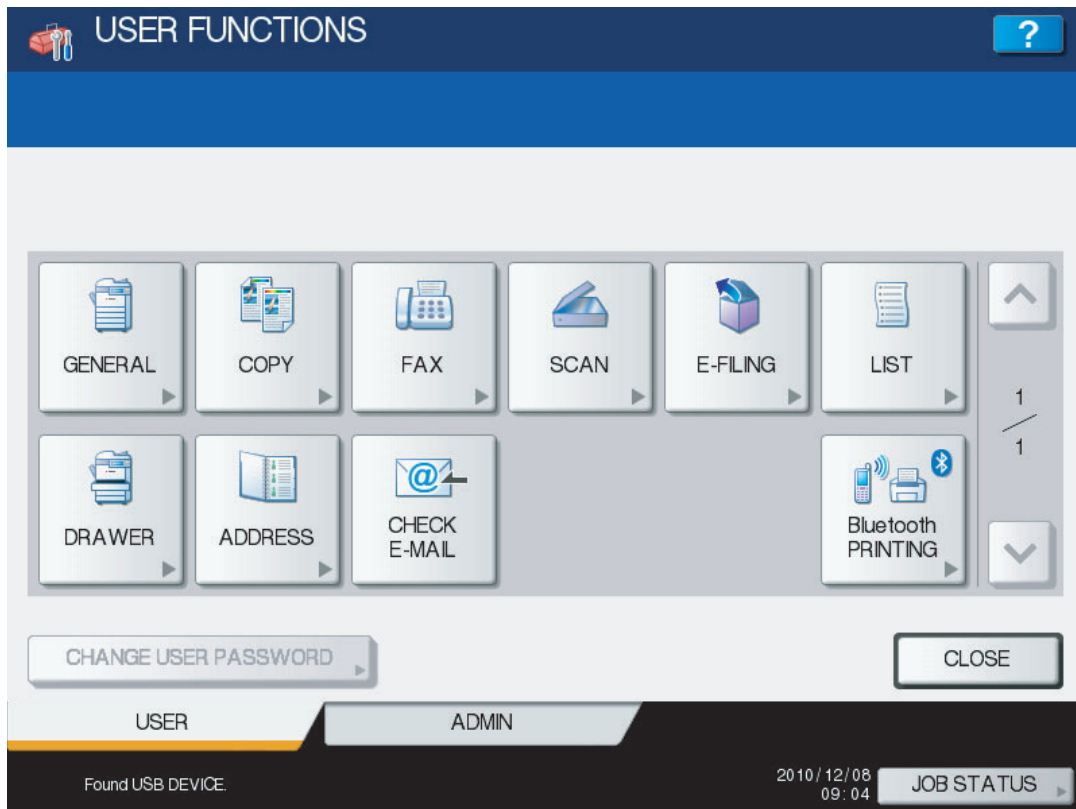 USER FUNCTIONS
?
GENERAL
COPY
FAX
SCAN
E-FILING
LIST
1
1
DRAWER
ADDRESS
@
CHECK
E-MAIL
Bluetooth
PRINTING
CHANGE USER PASSWORD
CLOSE
USER
ADMIN
Found USB DEVICE.
2010/12/08
09:04
JOB STATUS